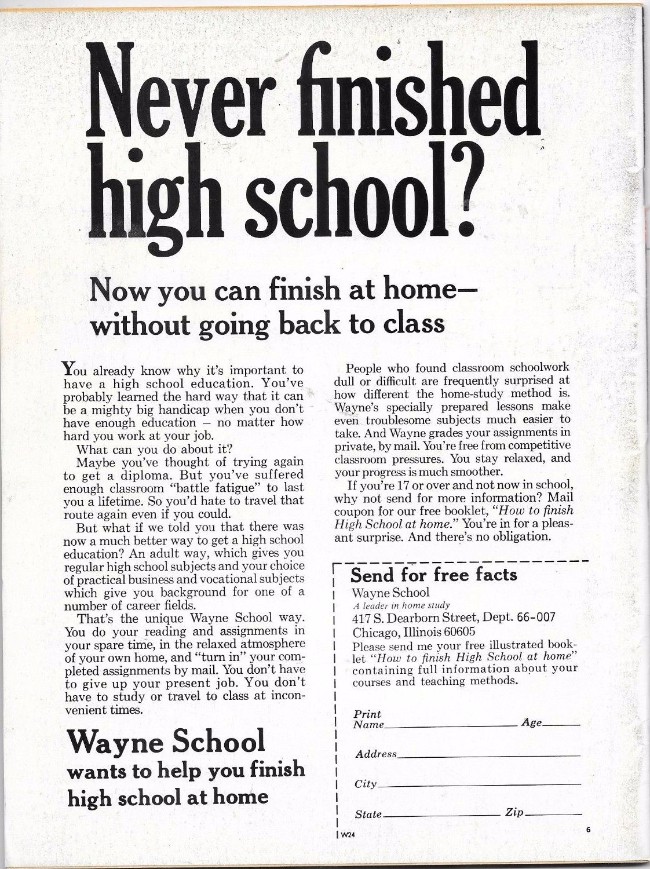 Never finished
high school?
Now you can finish at home—
without going back to class
You already know why it's important to
have a high school education. You've
probably learned the hard way that it can
be a mighty big handicap when you don't
have enough education — no matter how
hard you work at your job.
What can you do about it?
Maybe you've thought of trying again
to get a diploma. But you've suffered
enough classroom "battle fatigue" to last
you a lifetime. So you'd hate to travel that
route again even if you could.
But what if we told you that there was
now a much better way to get a high school
education? An adult way, which gives you
regular high school subjects and your choice
of practical business and vocational subjects
which give you background for one of a
number of career fields.
That's the unique Wayne School way.
You do your reading and assignments in
your spare time, in the relaxed atmosphere
of your own home, and "turn in" your com-
pleted assignments by mail. You don't have
to give up your present job. You don't
have to study or travel to class at incon-
venient times.
Wayne School
wants to help you finish
high school at home
People who found classroom schoolwork
dull or difficult are frequently surprised at
how different the home-study method is.
Wayne's specially prepared lessons make
even troublesome subjects much easier to
take. And Wayne grades your assignments in
private, by mail. You're free from competitive
classroom pressures. You stay relaxed, and
your progress is much smoother.
If you're 17 or over and not now in school,
why not send for more information? Mail
coupon for our free booklet, "How to finish
High School at home." You're in for a pleas-
ant surprise. And there's no obligation.
Send for free facts
Wayne School
A leader in home study
417 S. Dearborn Street, Dept. 66-007
Chicago, Illinois 60605
Please send me your free illustrated book-
let "How to finish High School at home"
containing full information about your
courses and teaching methods.
Print
Name Age
Address
City
State Zip
W24
6